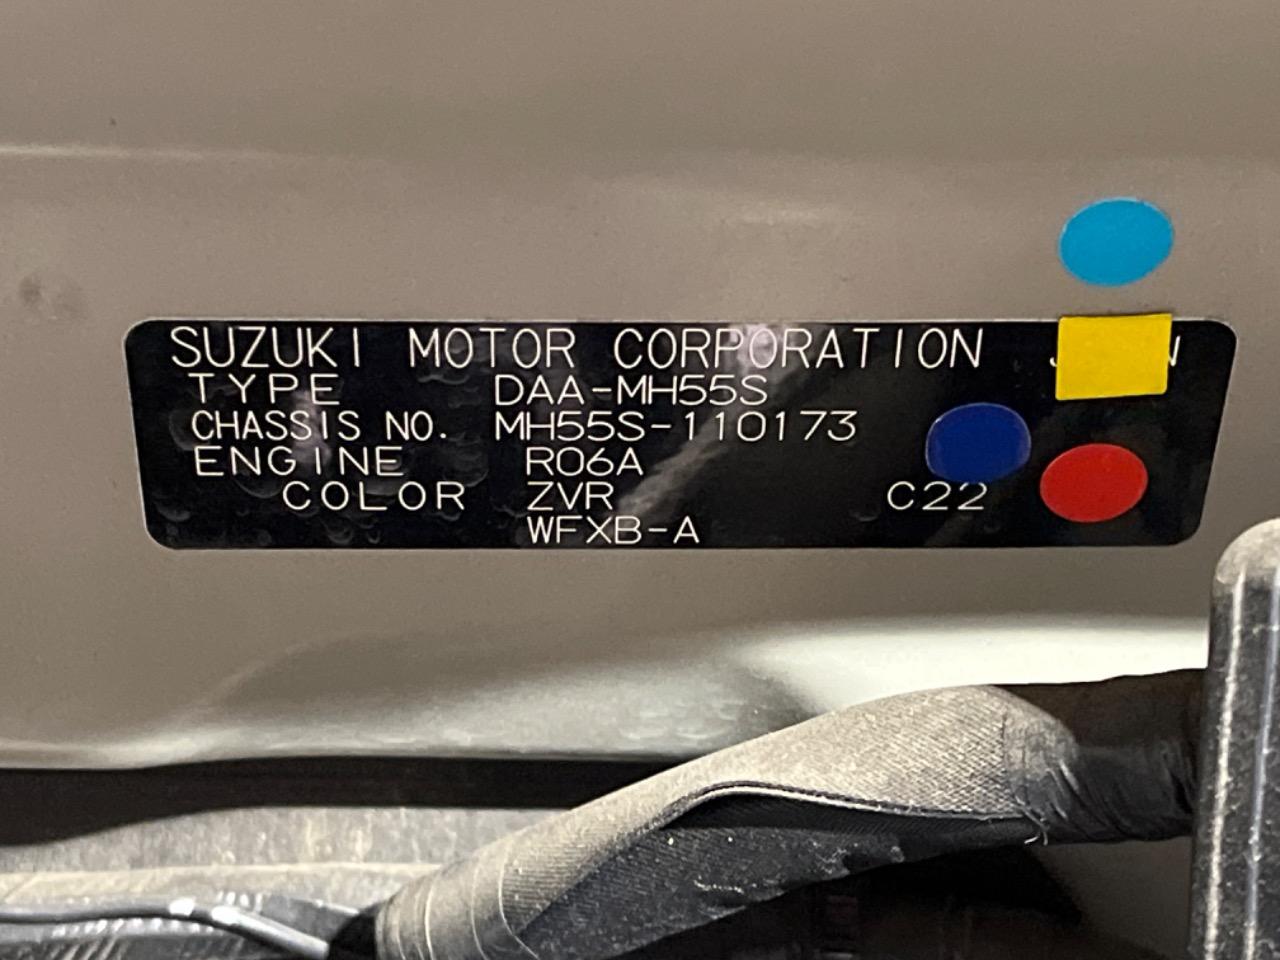 SUZUKI MOTOR CORPORATION
TYPE DAA-MH55S
CHASSIS NO. MH55S-110173
ENGINE R06A
COLOR ZVR C22
WFXB-A